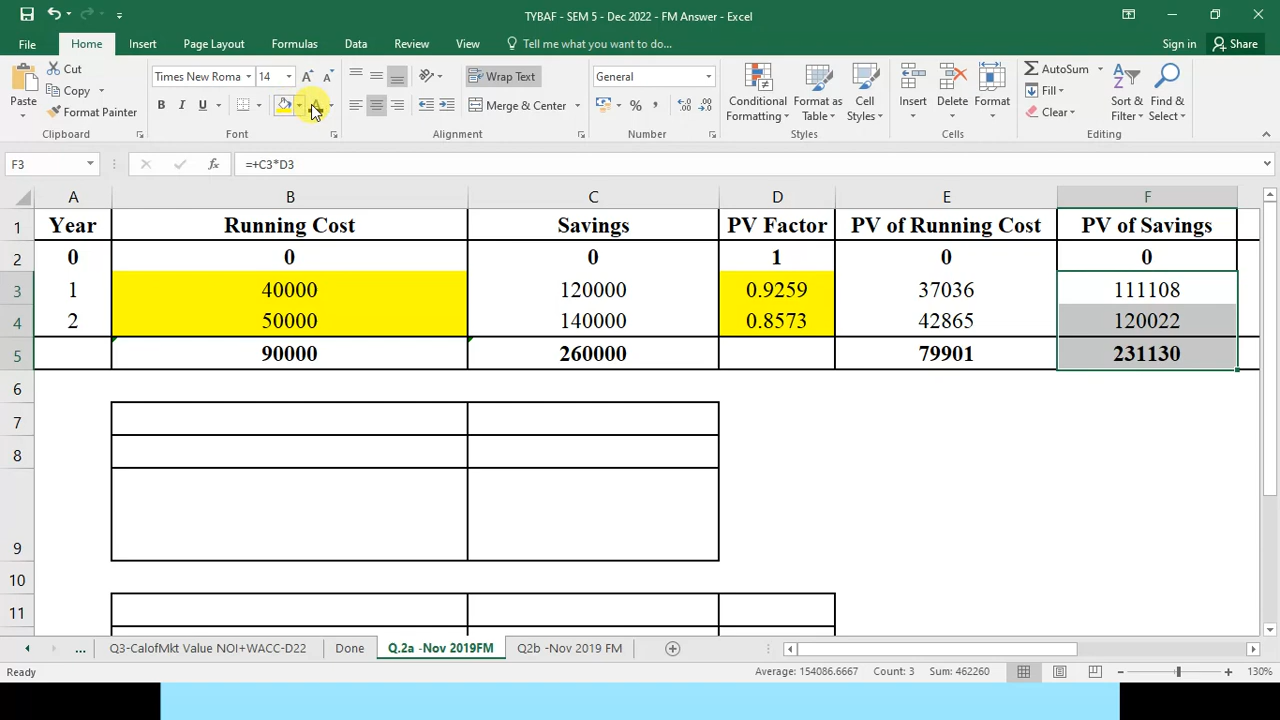 TYBAF - SEM 5 - Dec 2022 - FM Answer - Excel
File Home Insert Page Layout Formulas Data Review View Tell me what you want to do... Sign in Share
Paste Cut Copy Format Painter
Clipboard
Times New Roma 14 A A
B I U A
Font
Wrap Text
Merge & Center
Alignment
General
%
Number
Conditional Formatting Format as Table Cell Styles
Styles
Insert Delete Format
Cells
AutoSum Fill Clear Sort & Filter Find & Select
Editing
F3 fx =+C3*D3
A B C D E F
1 Year Running Cost Savings PV Factor PV of Running Cost PV of Savings
2 0 0 0 1 0 0
3 1 40000 120000 0.9259 37036 111108
4 2 50000 140000 0.8573 42865 120022
5 90000 260000 79901 231130
6
7
8
9
10
11
... Q3-CalofMkt Value NOI+WACC-D22 Done Q.2a -Nov 2019FM Q2b -Nov 2019 FM
Ready Average: 154086.6667 Count: 3 Sum: 462260 130%